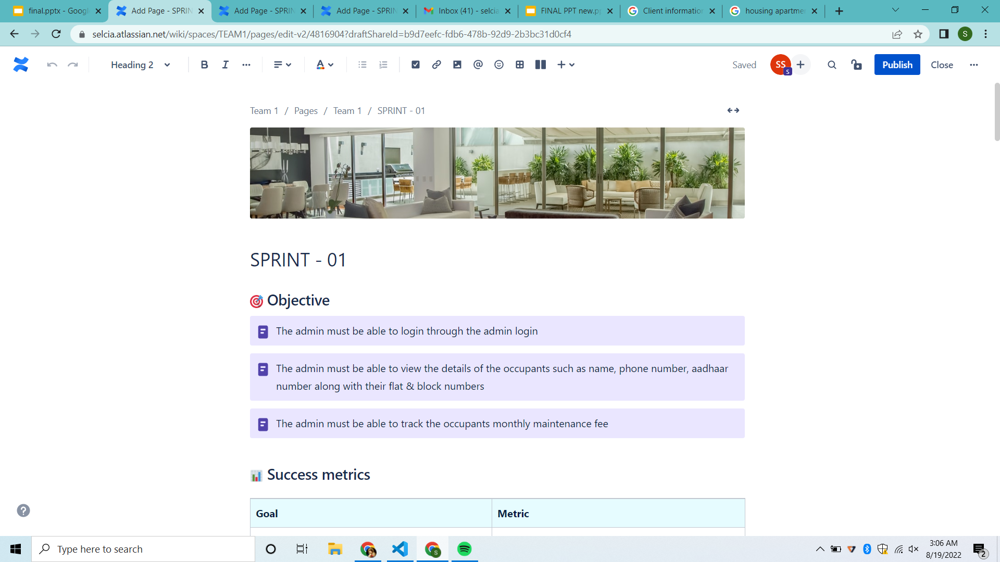 final.pptx - Google
Add Page - SPRIN
Add Page - SPRIN
Add Page - SPRIN
Inbox (41) - selcia
FINAL PPT new.p
Client information
housing apartmen
selcia.atlassian.net/wiki/spaces/TEAM1/pages/edit-v2/4816904?draftShareId=b9d7eefc-fdb6-478b-92d9-2b3bc31d0cf4
S
Heading 2
B
I
A
Saved
SS
S
Publish
Close
Team 1 / Pages / Team 1 / SPRINT - 01
SPRINT - 01
Objective
The admin must be able to login through the admin login
The admin must be able to view the details of the occupants such as name, phone number, aadhaar
number along with their flat & block numbers
The admin must be able to track the occupants monthly maintenance fee
Success metrics
Goal
Metric
Type here to search
S
3:06 AM
8/19/2022
2